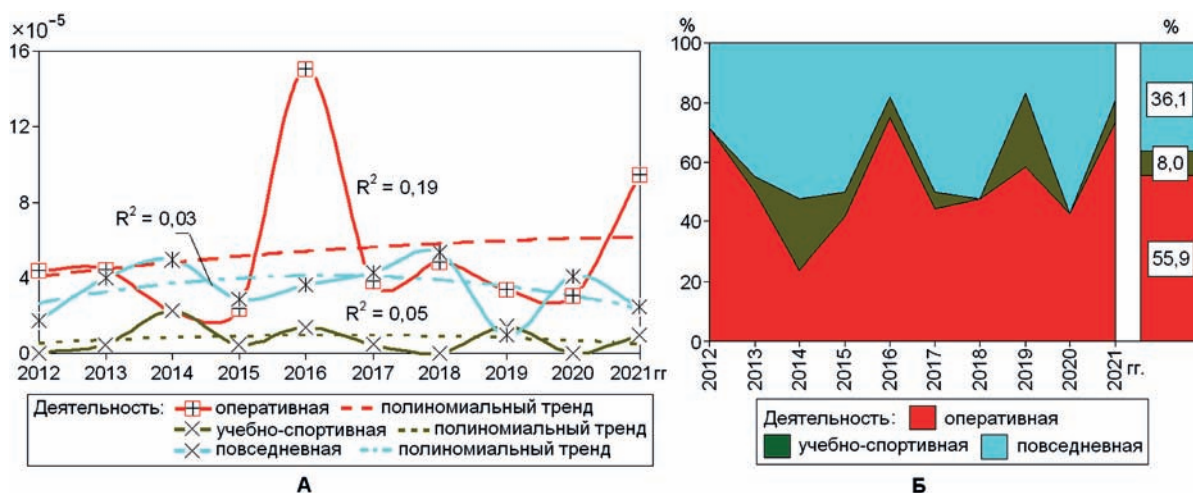 ×10⁻⁵
16
12
8
4
0
R² = 0,19
R² = 0,03
R² = 0,05
2012 2013 2014 2015 2016 2017 2018 2019 2020 2021 гг
Деятельность: оперативная полиномиальный тренд
учебно-спортивная полиномиальный тренд
повседневная полиномиальный тренд
А
% %
100
80
60
40
20
0
36,1
8,0
55,9
2012 2013 2014 2015 2016 2017 2018 2019 2020 2021 гг.
Деятельность: оперативная
учебно-спортивная повседневная
Б